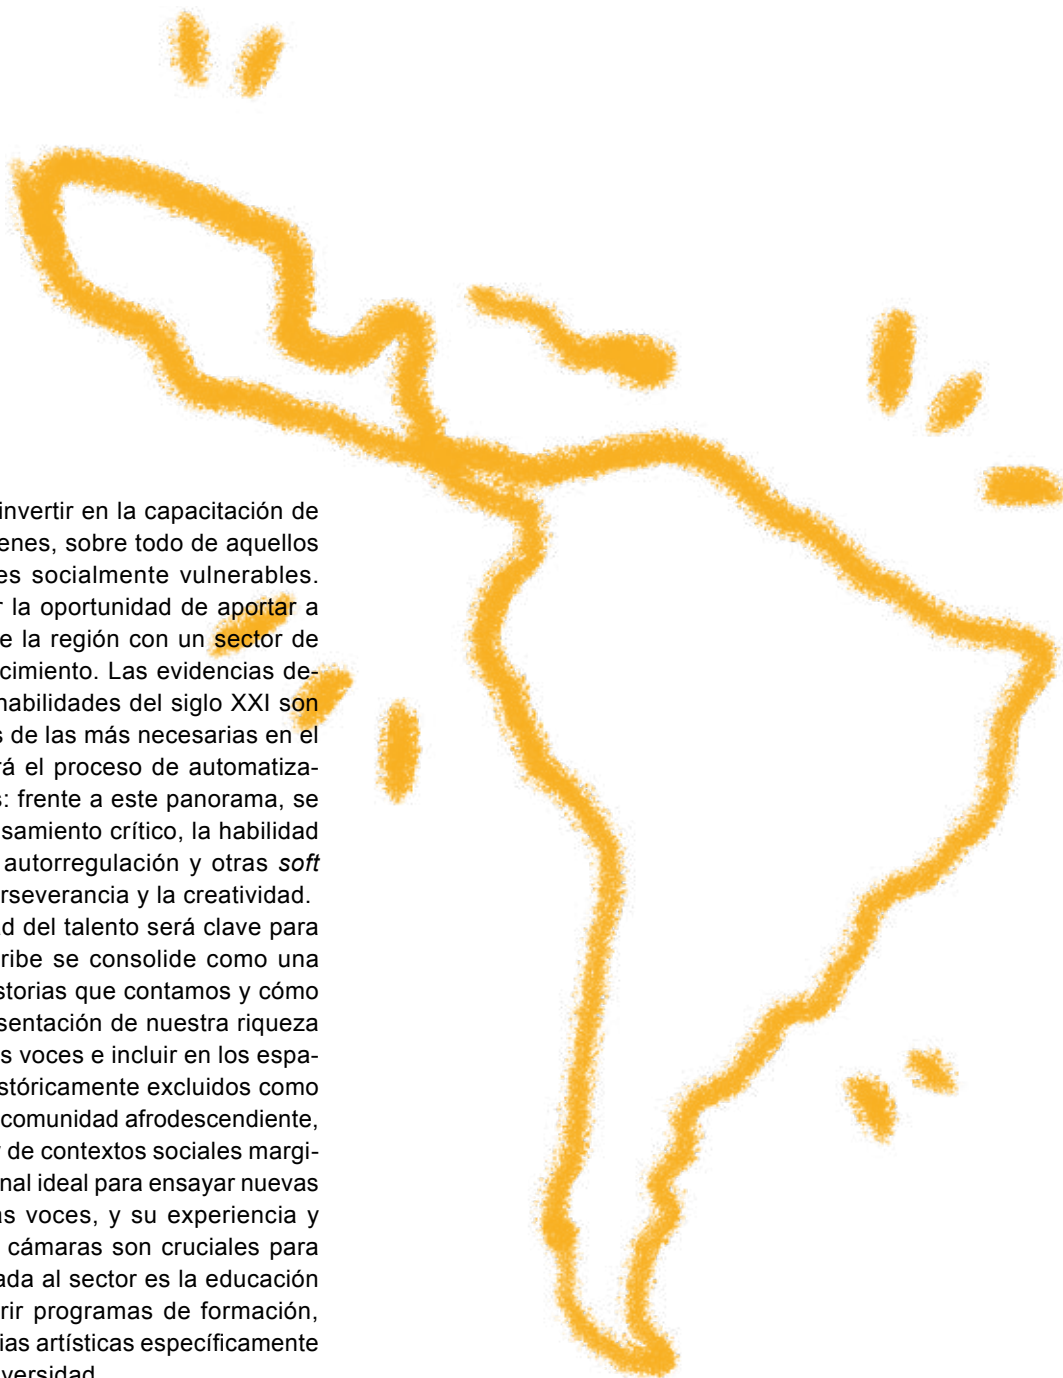 invertir en la capacitación de
enes, sobre todo de aquellos
es socialmente vulnerables.
r la oportunidad de aportar a
e la región con un sector de
cimiento. Las evidencias de-
habilidades del siglo XXI son
s de las más necesarias en el
rá el proceso de automatiza-
s: frente a este panorama, se
samiento crítico, la habilidad
autorregulación y otras soft
rseverancia y la creatividad.
ad del talento será clave para
ribe se consolide como una
storias que contamos y cómo
sentación de nuestra riqueza
s voces e incluir en los espa-
stóricamente excluidos como
comunidad afrodescendiente,
r de contextos sociales margi-
nal ideal para ensayar nuevas
as voces, y su experiencia y
cámaras son cruciales para
ada al sector es la educación
rir programas de formación,
ias artísticas específicamente
versidad